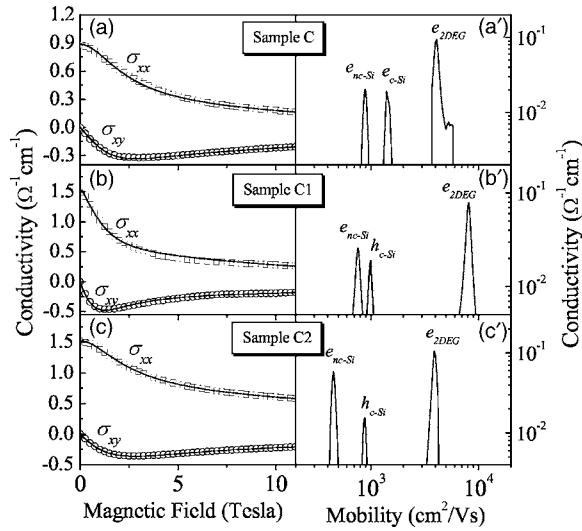 (a)
Sample C
(a′)
σxx
σxy
enc-Si
ec-Si
e2DEG
0.9
0.6
0.3
0.0
-0.3
10⁻¹
10⁻²
(b)
Sample C1
(b′)
σxx
σxy
enc-Si
hc-Si
e2DEG
1.5
1.0
0.5
0.0
-0.5
10⁻¹
10⁻²
(c)
Sample C2
(c′)
σxx
σxy
enc-Si
hc-Si
e2DEG
1.5
1.0
0.5
0.0
-0.5
10⁻¹
10⁻²
0 5 10
10³ 10⁴
Magnetic Field (Tesla)
Mobility (cm²/Vs)
Conductivity (Ω⁻¹cm⁻¹)
Conductivity (Ω⁻¹cm⁻¹)